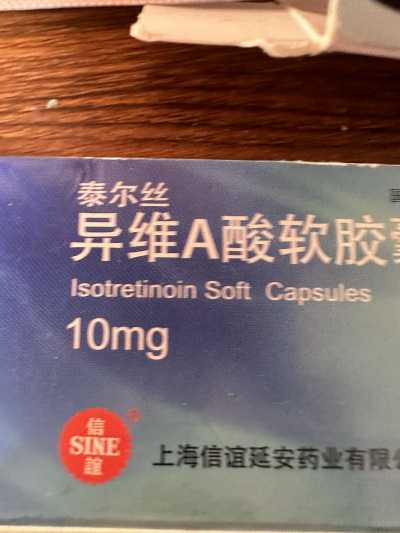 泰尔丝
异维A酸软胶
Isotretinoin Soft Capsules
10mg
信
SINE
誼
上海信谊延安药业有限